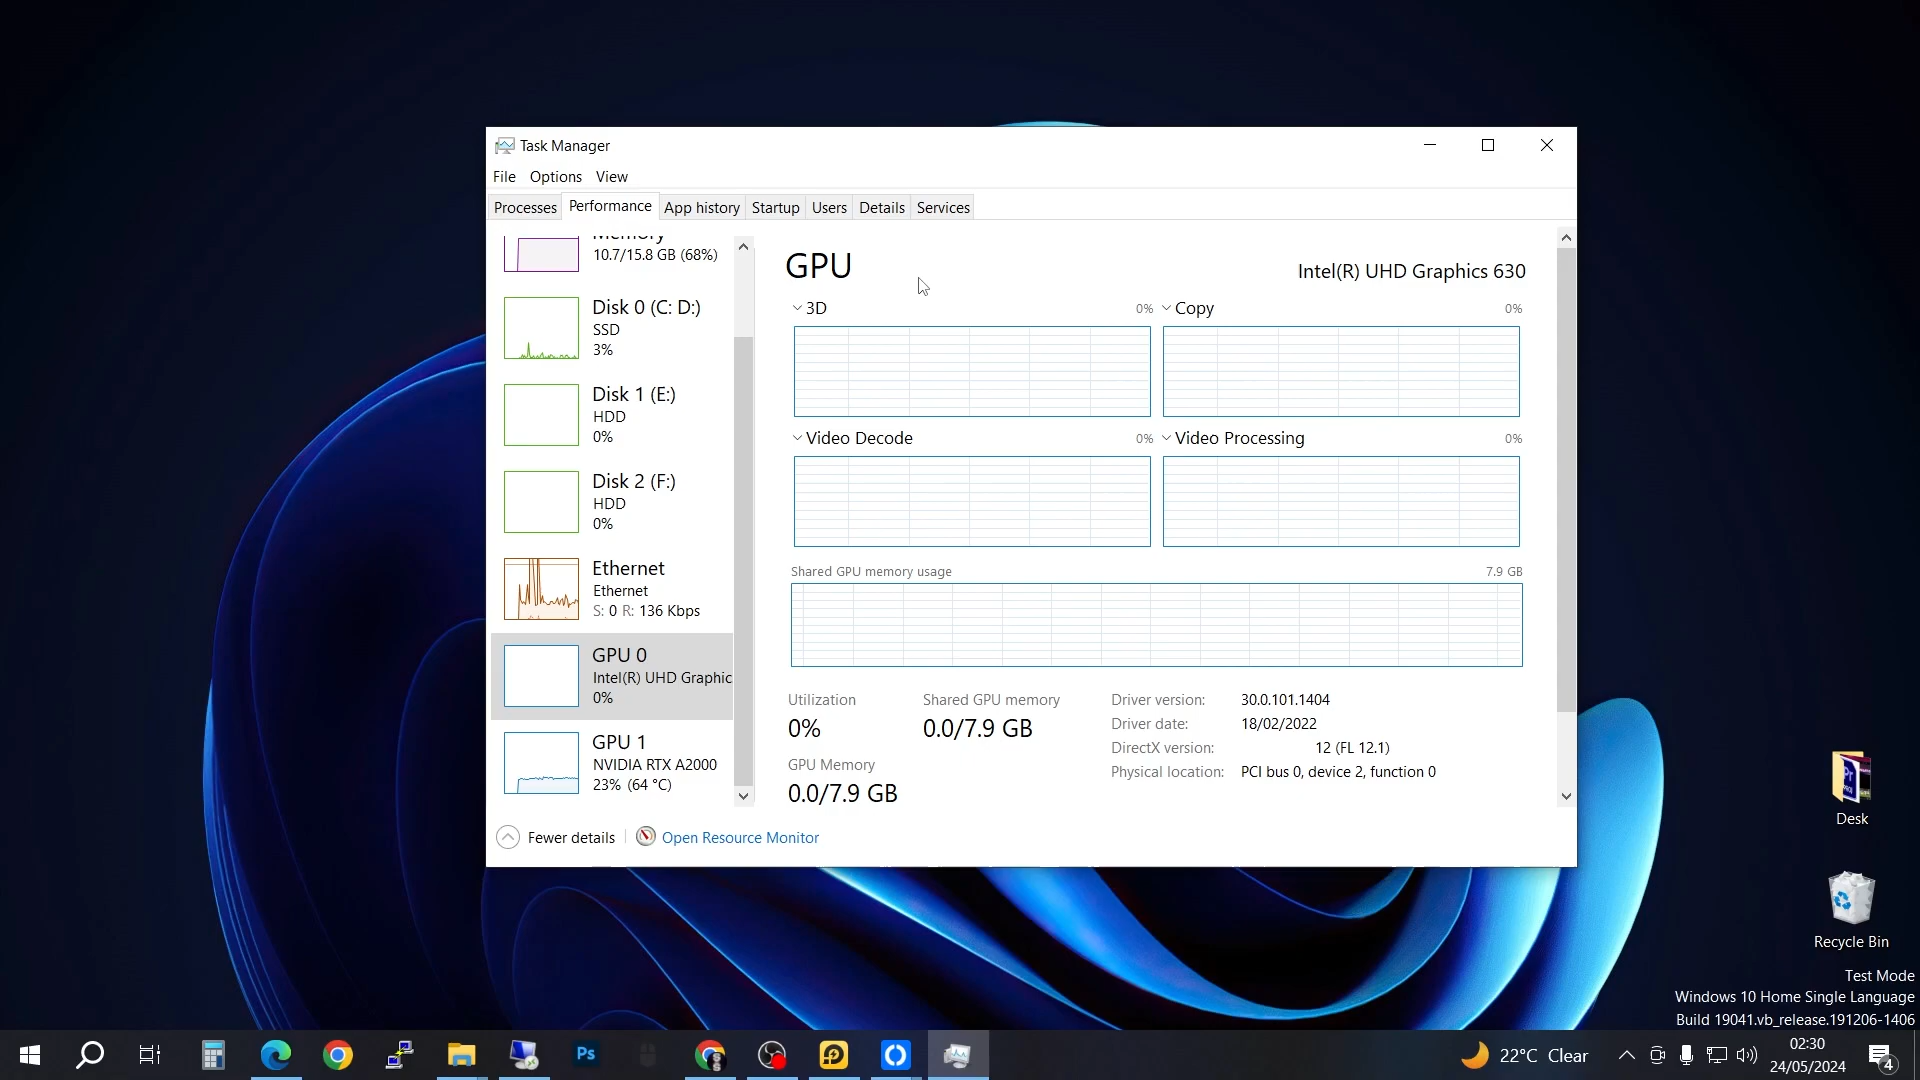 Task Manager
File Options View
Processes Performance App history Startup Users Details Services
Memory
10.7/15.8 GB (68%)
Disk 0 (C: D:)
SSD
3%
Disk 1 (E:)
HDD
0%
Disk 2 (F:)
HDD
0%
Ethernet
Ethernet
S: 0 R: 136 Kbps
GPU 0
Intel(R) UHD Graphic
0%
GPU 1
NVIDIA RTX A2000
23% (64 °C)
GPU
Intel(R) UHD Graphics 630
3D 0% Copy 0%
Video Decode 0% Video Processing 0%
Shared GPU memory usage 7.9 GB
Utilization
0%
Shared GPU memory
0.0/7.9 GB
GPU Memory
0.0/7.9 GB
Driver version: 30.0.101.1404
Driver date: 18/02/2022
DirectX version: 12 (FL 12.1)
Physical location: PCI bus 0, device 2, function 0
Fewer details Open Resource Monitor
Pr
Desk
Recycle Bin
Test Mode
Windows 10 Home Single Language
Build 19041.vb_release.191206-1406
Ps
22°C Clear
02:30
24/05/2024
4